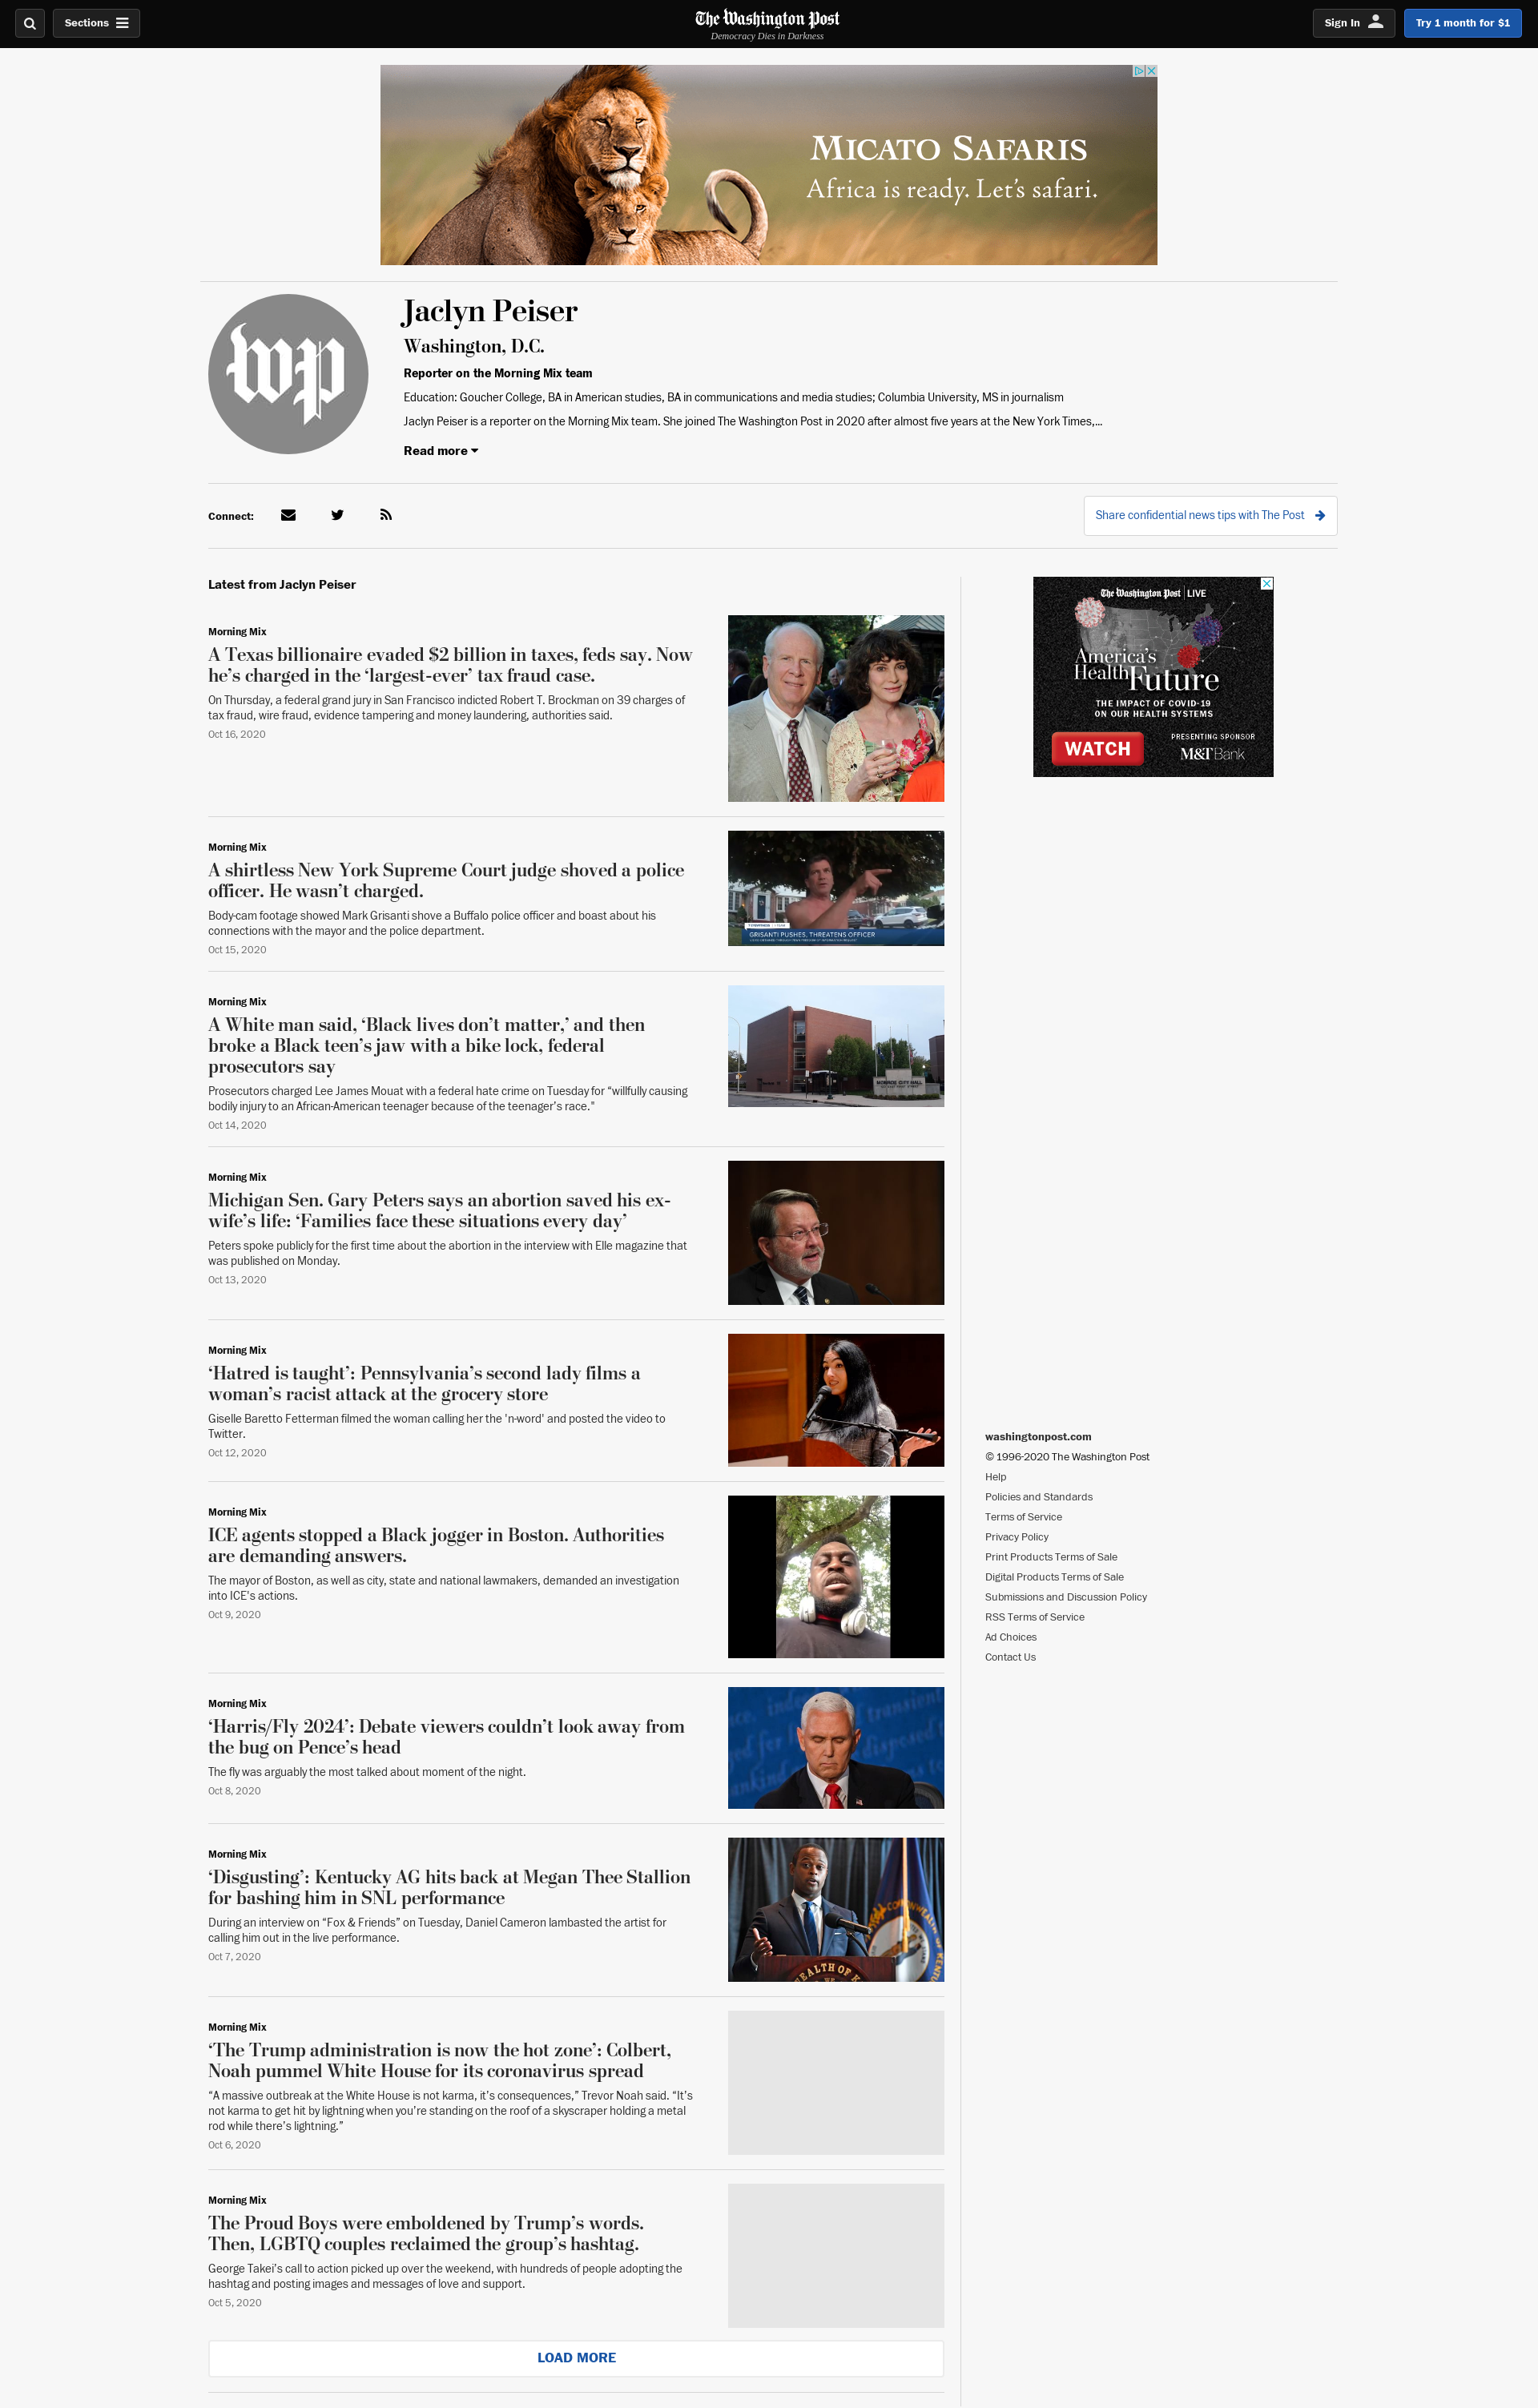 Sections
The Washington Post
Democracy Dies in Darkness
Sign In
Try 1 month for $1
MICATO SAFARIS
Africa is ready. Let's safari.
wp
Jaclyn Peiser
Washington, D.C.
Reporter on the Morning Mix team
Education: Goucher College, BA in American studies, BA in communications and media studies; Columbia University, MS in journalism
Jaclyn Peiser is a reporter on the Morning Mix team. She joined The Washington Post in 2020 after almost five years at the New York Times,...
Read more
Connect:
Share confidential news tips with The Post
Latest from Jaclyn Peiser
Morning Mix
A Texas billionaire evaded $2 billion in taxes, feds say. Now
he’s charged in the ‘largest-ever’ tax fraud case.
On Thursday, a federal grand jury in San Francisco indicted Robert T. Brockman on 39 charges of
tax fraud, wire fraud, evidence tampering and money laundering, authorities said.
Oct 16, 2020
Morning Mix
A shirtless New York Supreme Court judge shoved a police
officer. He wasn’t charged.
Body-cam footage showed Mark Grisanti shove a Buffalo police officer and boast about his
connections with the mayor and the police department.
Oct 15, 2020
GRISANTI PUSHES, THREATENS OFFICER
Morning Mix
A White man said, ‘Black lives don’t matter,’ and then
broke a Black teen’s jaw with a bike lock, federal
prosecutors say
Prosecutors charged Lee James Mouat with a federal hate crime on Tuesday for “willfully causing
bodily injury to an African-American teenager because of the teenager’s race."
Oct 14, 2020
MONROE CITY HALL
Morning Mix
Michigan Sen. Gary Peters says an abortion saved his ex-
wife’s life: ‘Families face these situations every day’
Peters spoke publicly for the first time about the abortion in the interview with Elle magazine that
was published on Monday.
Oct 13, 2020
Morning Mix
‘Hatred is taught’: Pennsylvania’s second lady films a
woman’s racist attack at the grocery store
Giselle Baretto Fetterman filmed the woman calling her the 'n-word' and posted the video to
Twitter.
Oct 12, 2020
Morning Mix
ICE agents stopped a Black jogger in Boston. Authorities
are demanding answers.
The mayor of Boston, as well as city, state and national lawmakers, demanded an investigation
into ICE's actions.
Oct 9, 2020
Morning Mix
‘Harris/Fly 2024’: Debate viewers couldn’t look away from
the bug on Pence’s head
The fly was arguably the most talked about moment of the night.
Oct 8, 2020
Morning Mix
‘Disgusting’: Kentucky AG hits back at Megan Thee Stallion
for bashing him in SNL performance
During an interview on “Fox & Friends” on Tuesday, Daniel Cameron lambasted the artist for
calling him out in the live performance.
Oct 7, 2020
Morning Mix
‘The Trump administration is now the hot zone’: Colbert,
Noah pummel White House for its coronavirus spread
“A massive outbreak at the White House is not karma, it’s consequences,” Trevor Noah said. “It’s
not karma to get hit by lightning when you’re standing on the roof of a skyscraper holding a metal
rod while there’s lightning.”
Oct 6, 2020
Morning Mix
The Proud Boys were emboldened by Trump’s words.
Then, LGBTQ couples reclaimed the group’s hashtag.
George Takei’s call to action picked up over the weekend, with hundreds of people adopting the
hashtag and posting images and messages of love and support.
Oct 5, 2020
LOAD MORE
The Washington Post LIVE
America's
Health
Future
THE IMPACT OF COVID-19
ON OUR HEALTH SYSTEMS
WATCH
PRESENTING SPONSOR
M&T Bank
washingtonpost.com
© 1996-2020 The Washington Post
Help
Policies and Standards
Terms of Service
Privacy Policy
Print Products Terms of Sale
Digital Products Terms of Sale
Submissions and Discussion Policy
RSS Terms of Service
Ad Choices
Contact Us